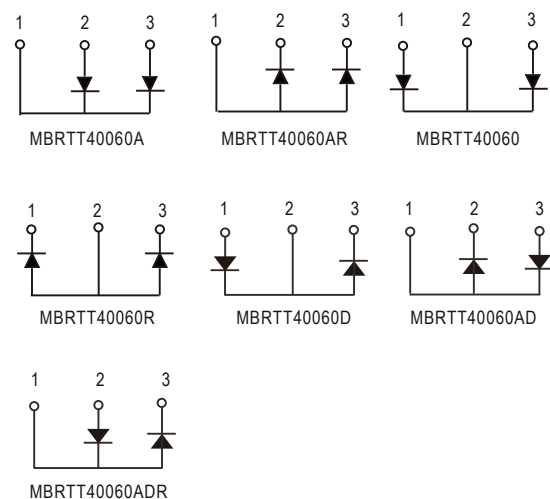 1 2 3
MBRTT40060A
1 2 3
MBRTT40060AR
1 2 3
MBRTT40060
1 2 3
MBRTT40060R
1 2 3
MBRTT40060D
1 2 3
MBRTT40060AD
1 2 3
MBRTT40060ADR